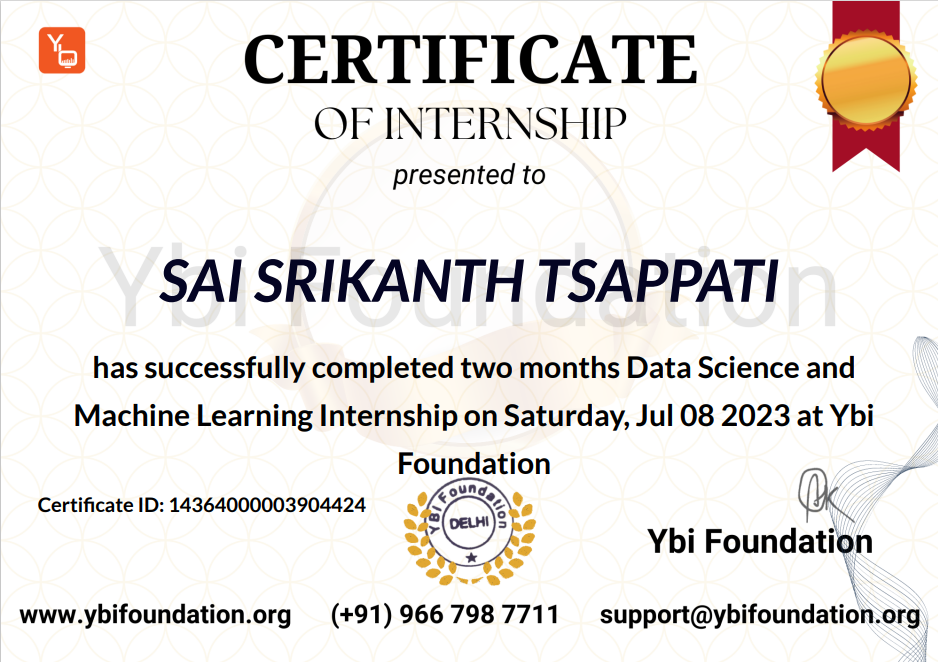 Yb
CERTIFICATE
OF INTERNSHIP
presented to
Ybi Foundation
SAI SRIKANTH TSAPPATI
has successfully completed two months Data Science and
Machine Learning Internship on Saturday, Jul 08 2023 at Ybi
Foundation
Certificate ID: 14364000003904424
YBI Foundation
DELHI
Ybi Foundation
www.ybifoundation.org (+91) 966 798 7711 support@ybifoundation.org